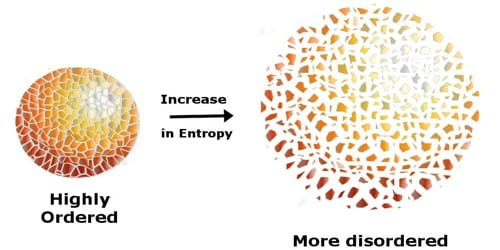 Increase
in Entropy
Highly
Ordered
More disordered